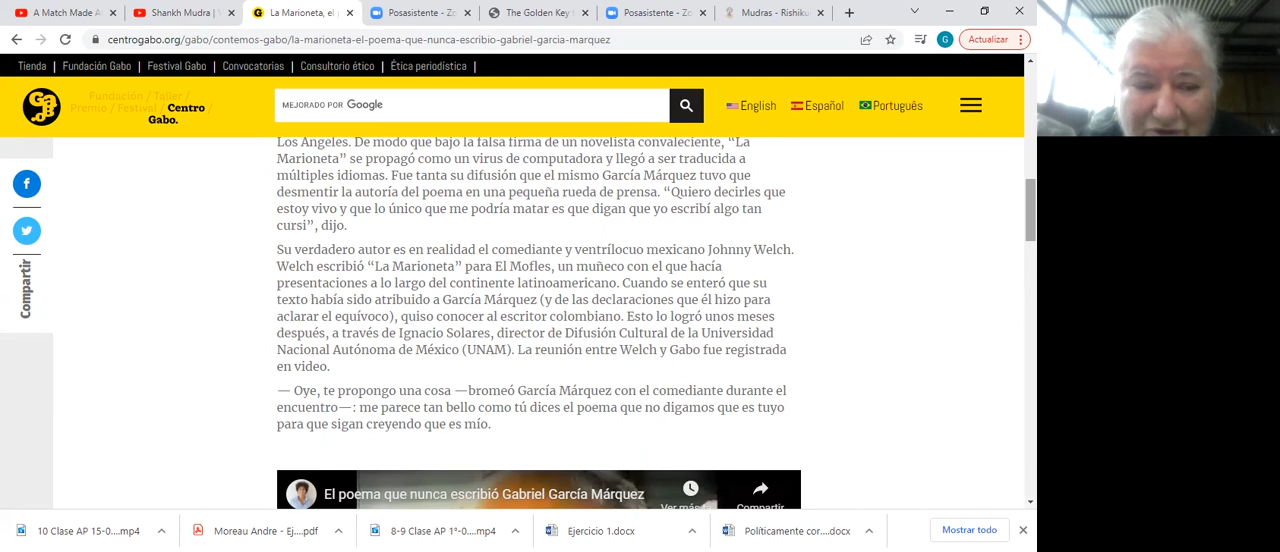 A Match Made A
Shankh Mudra | Y
La Marioneta, el p
Posasistente - Zo
The Golden Key t
Posasistente - Zo
Mudras - Rishiku
centrogabo.org/gabo/contemos-gabo/la-marioneta-el-poema-que-nunca-escribio-gabriel-garcia-marquez
G
Actualizar
Tienda | Fundación Gabo | Festival Gabo | Convocatorias | Consultorio ético | Ética periodística |
Fundación / Taller /
Premio / Festival / Centro /
Gabo.
MEJORADO POR Google
English
Español
Português
Los Angeles. De modo que bajo la falsa firma de un novelista convaleciente, “La
Marioneta” se propagó como un virus de computadora y llegó a ser traducida a
múltiples idiomas. Fue tanta su difusión que el mismo García Márquez tuvo que
desmentir la autoría del poema en una pequeña rueda de prensa. “Quiero decirles que
estoy vivo y que lo único que me podría matar es que digan que yo escribí algo tan
cursi”, dijo.
Su verdadero autor es en realidad el comediante y ventrílocuo mexicano Johnny Welch.
Welch escribió “La Marioneta” para El Mofles, un muñeco con el que hacía
presentaciones a lo largo del continente latinoamericano. Cuando se enteró que su
texto había sido atribuido a García Márquez (y de las declaraciones que él hizo para
aclarar el equívoco), quiso conocer al escritor colombiano. Esto lo logró unos meses
después, a través de Ignacio Solares, director de Difusión Cultural de la Universidad
Nacional Autónoma de México (UNAM). La reunión entre Welch y Gabo fue registrada
en video.
— Oye, te propongo una cosa —bromeó García Márquez con el comediante durante el
encuentro—: me parece tan bello como tú dices el poema que no digamos que es tuyo
para que sigan creyendo que es mío.
Compartir
El poema que nunca escribió Gabriel García Márquez
Ver más
Compartir
10 Clase AP 15-0....mp4
Moreau Andre - Ej....pdf
8-9 Clase AP 1°-0....mp4
Ejercicio 1.docx
Políticamente cor....docx
Mostrar todo